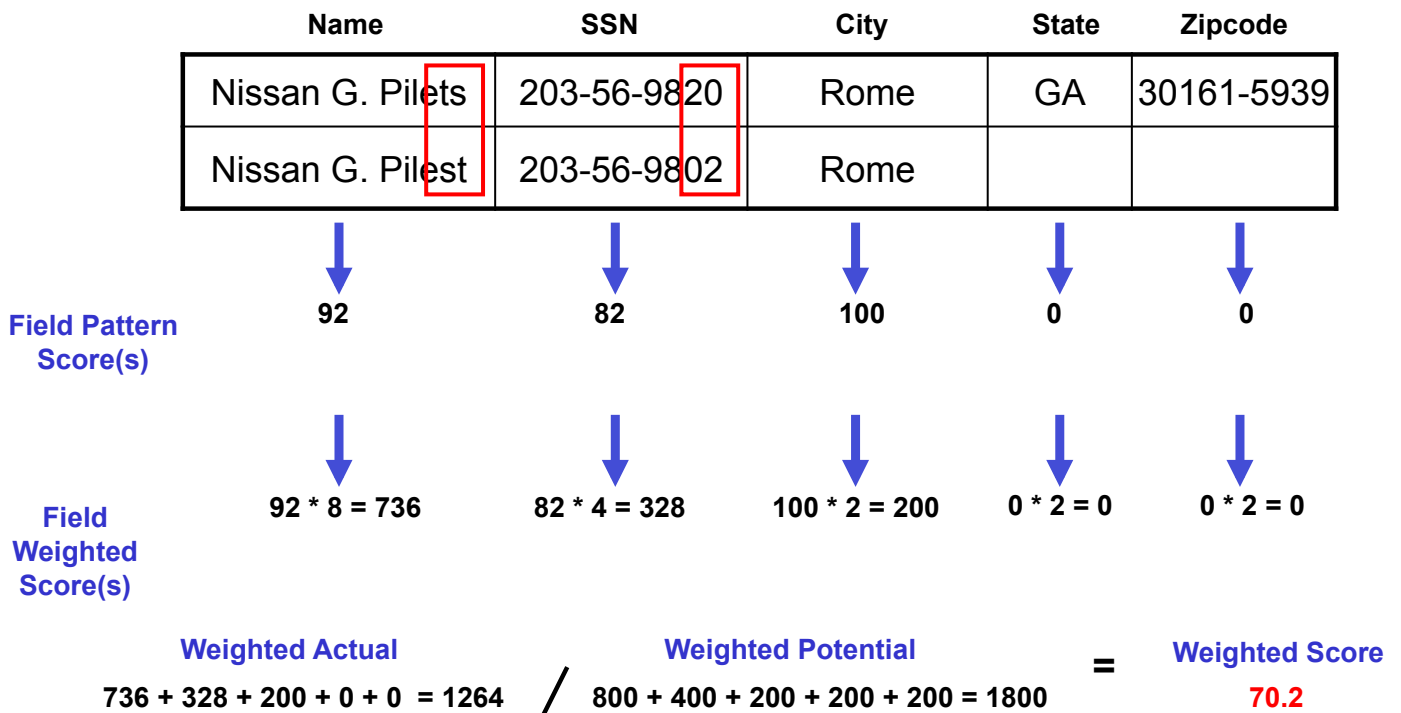 Name SSN City State Zipcode
Nissan G. Pilets 203-56-9820 Rome GA 30161-5939
Nissan G. Pilest 203-56-9802 Rome
Field Pattern
Score(s)
92 82 100 0 0
Field
Weighted
Score(s)
92 * 8 = 736 82 * 4 = 328 100 * 2 = 200 0 * 2 = 0 0 * 2 = 0
Weighted Actual Weighted Potential = Weighted Score
736 + 328 + 200 + 0 + 0 = 1264 / 800 + 400 + 200 + 200 + 200 = 1800 70.2